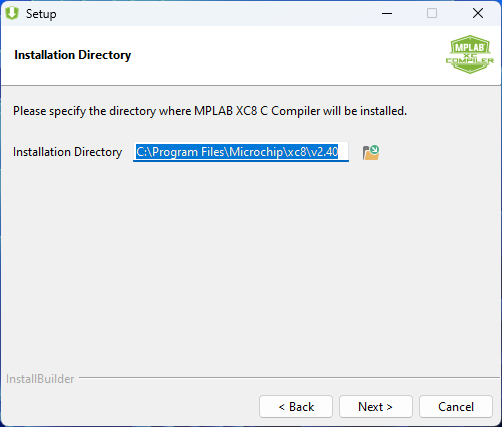 Setup
Installation Directory
MPLAB
XC
COMPILER
Please specify the directory where MPLAB XC8 C Compiler will be installed.
Installation Directory C:\Program Files\Microchip\xc8\v2.40
InstallBuilder
< Back Next > Cancel